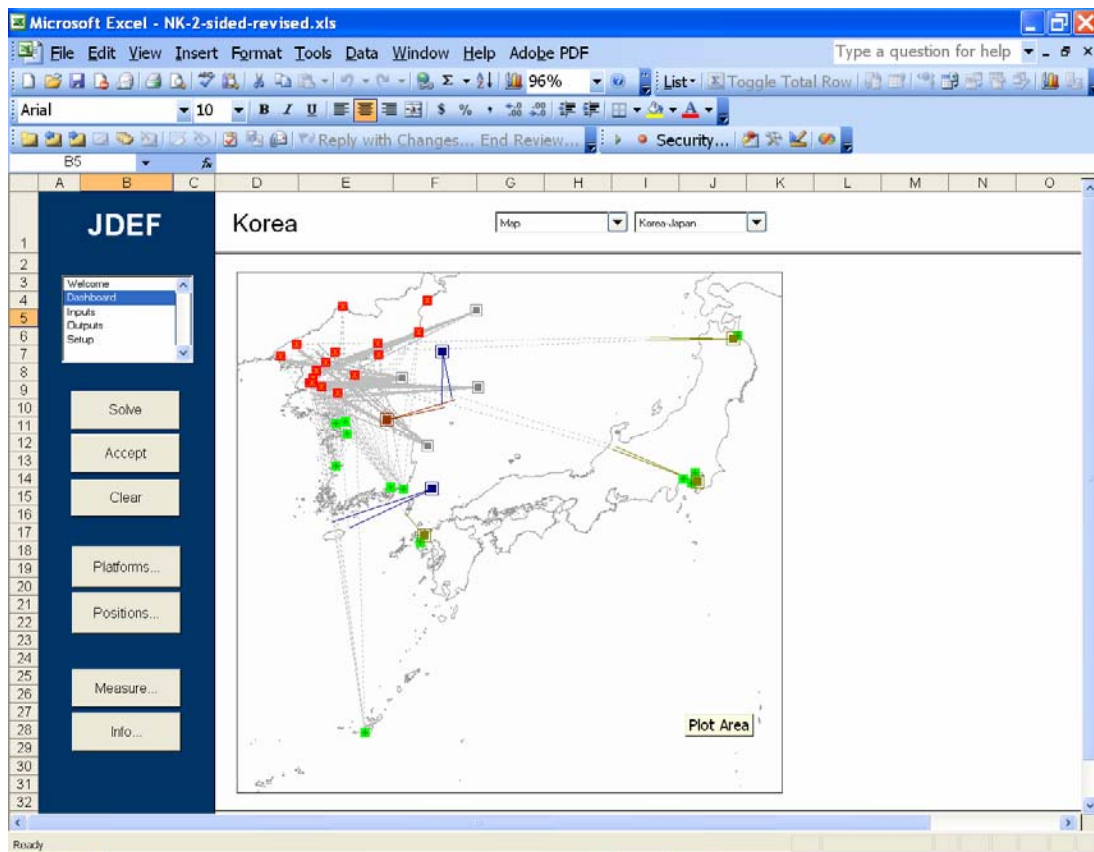 Microsoft Excel - NK-2-sided-revised.xls
File Edit View Insert Format Tools Data Window Help Adobe PDF Type a question for help
Σ 96% List Toggle Total Row
Arial 10 B I U $ % , A
Reply with Changes... End Review... Security...
B5 fx
A B C D E F G H I J K L M N O
JDEF Korea Map Korea-Japan
1
2
3 Welcome
4 Dashboard
5 Inputs
6 Outputs
7 Setup
8
9
10 Solve
11
12 Accept
13
14 Clear
15
16
17
18 Platforms...
19
20
21 Positions...
22
23
24
25 Measure...
26
27
28 Info... Plot Area
29
30
31
32
Ready